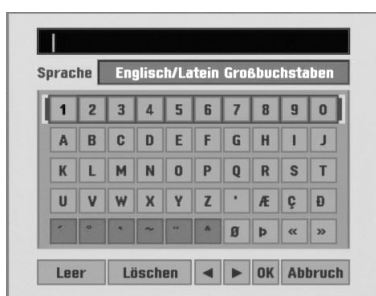 Sprache Englisch/Latein Großbuchstaben
1 2 3 4 5 6 7 8 9 0
A B C D E F G H I J
K L M N O P Q R S T
U V W X Y Z ' Æ Ç Ð
´ ° ` ~ ¨ ^ Ø Þ « »
Leer Löschen ◄ ► OK Abbruch